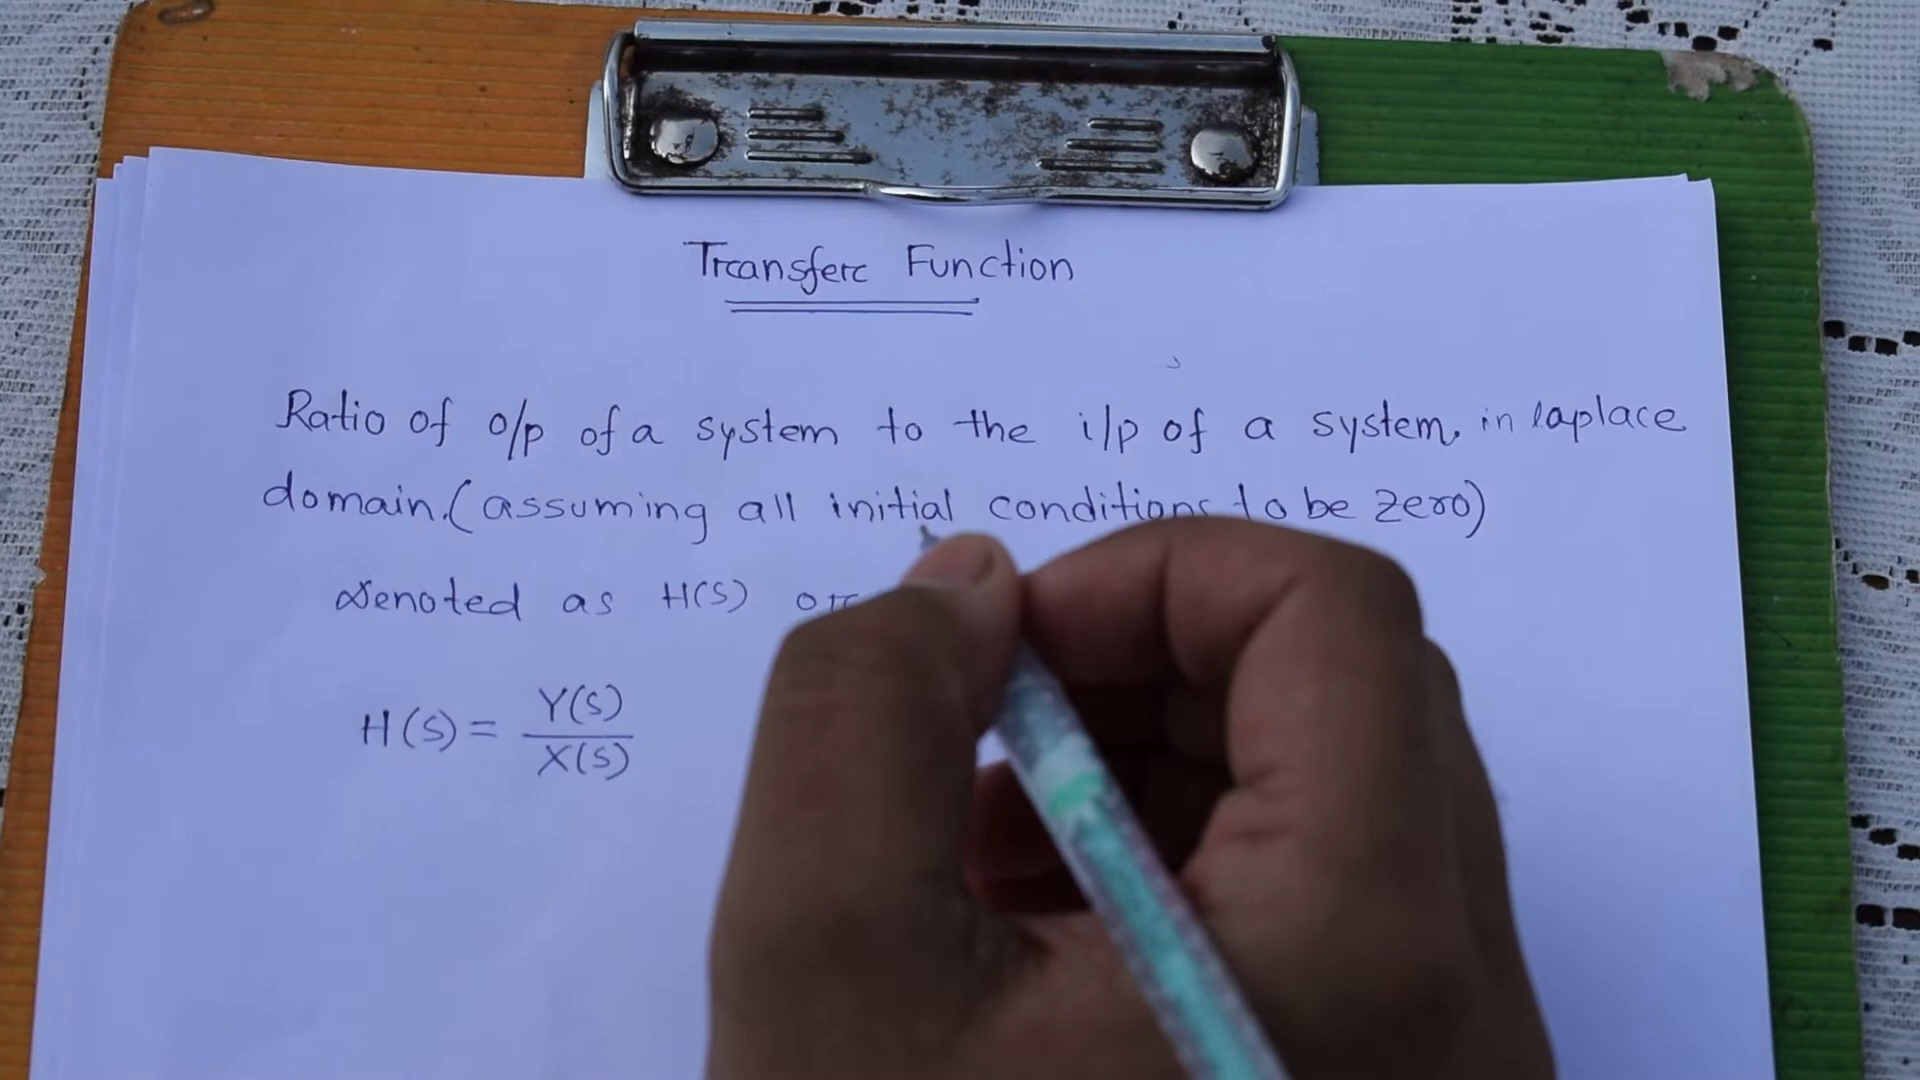 Transfer Function
Ratio of o/p of a system to the i/p of a system, in laplace
domain. (assuming all initial conditions to be zero)
Denoted as H(S) or
H(S) = Y(S)
X(S)